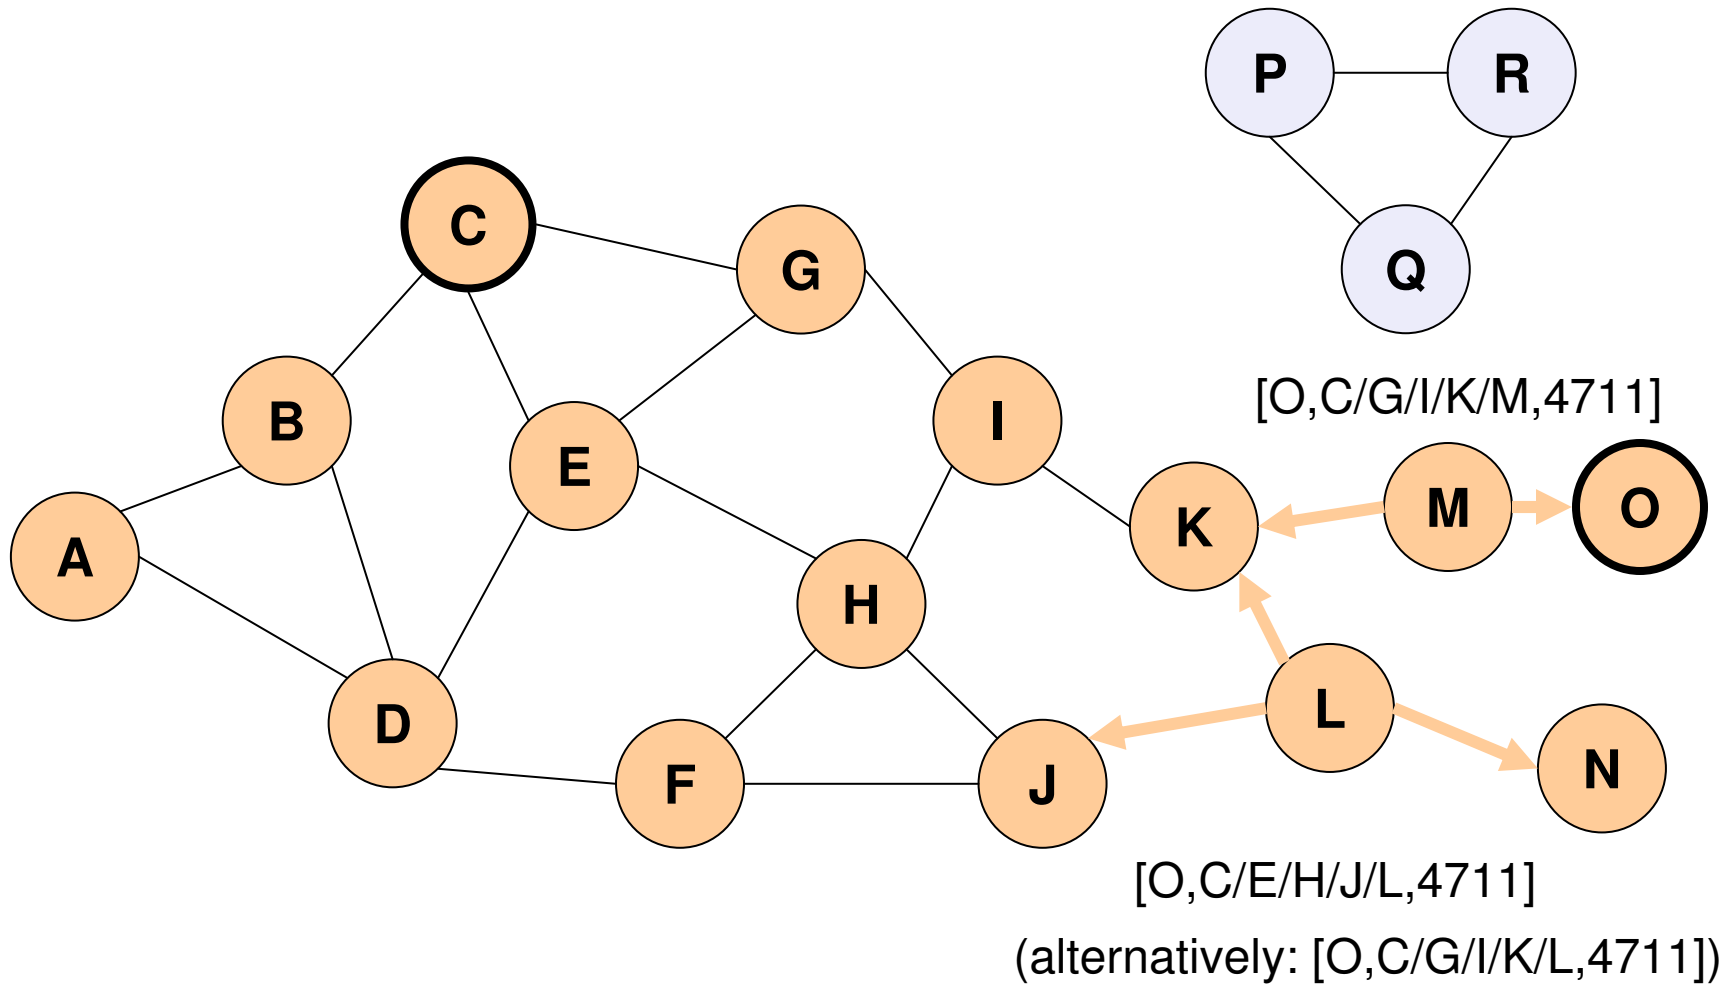 P
R
C
G
Q
[O,C/G/I/K/M,4711]
B
I
E
M
O
K
A
H
L
D
N
F
J
[O,C/E/H/J/L,4711]
(alternatively: [O,C/G/I/K/L,4711])